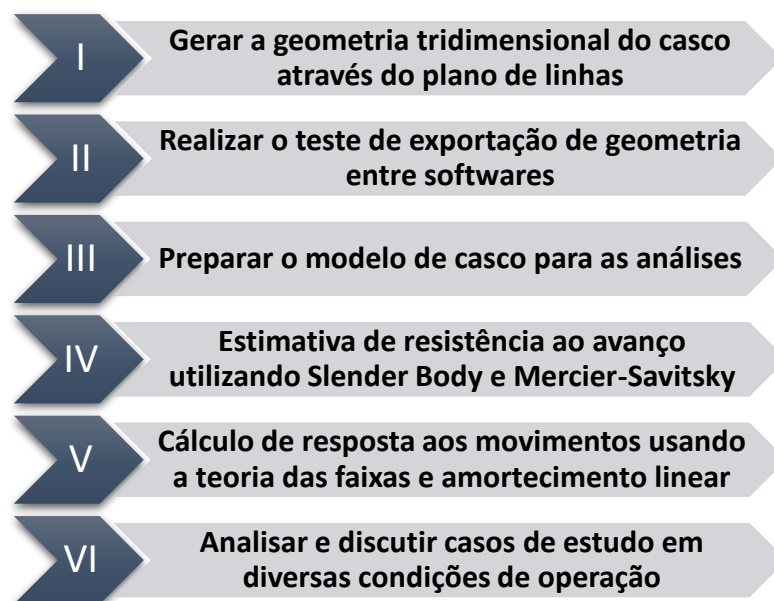 I
Gerar a geometria tridimensional do casco
através do plano de linhas
II
Realizar o teste de exportação de geometria
entre softwares
III
Preparar o modelo de casco para as análises
IV
Estimativa de resistência ao avanço
utilizando Slender Body e Mercier-Savitsky
V
Cálculo de resposta aos movimentos usando
a teoria das faixas e amortecimento linear
VI
Analisar e discutir casos de estudo em
diversas condições de operação